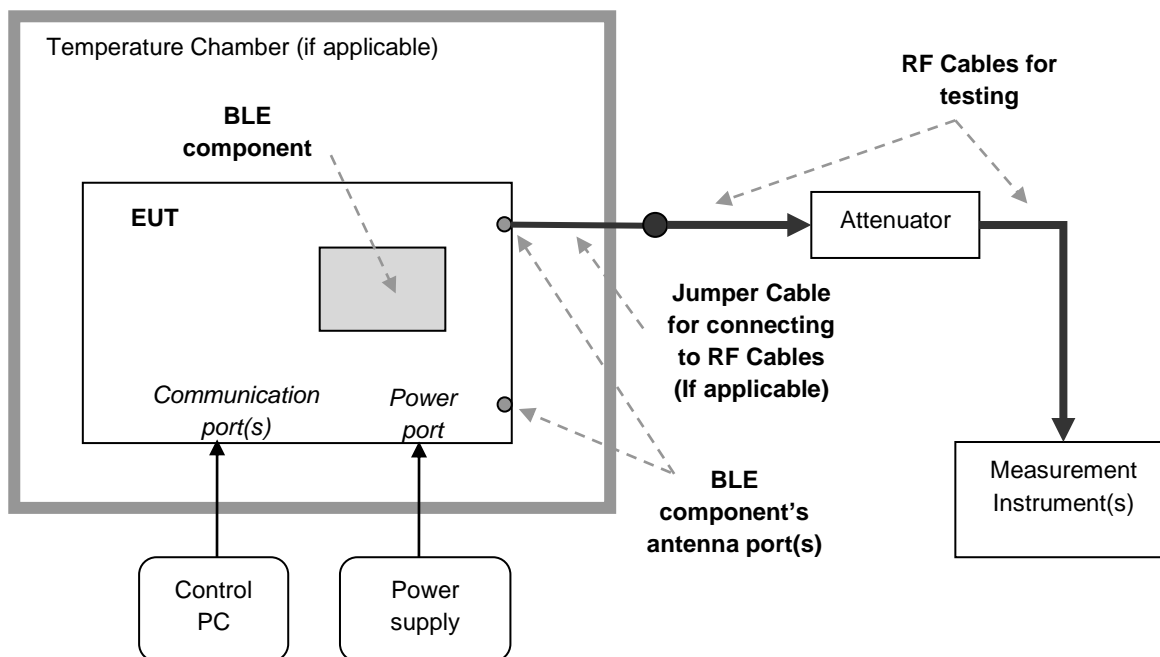 Temperature Chamber (if applicable)
RF Cables for
testing
BLE
component
EUT
Attenuator
Jumper Cable
for connecting
to RF Cables
(If applicable)
Communication
port(s)
Power
port
BLE
component’s
antenna port(s)
Measurement
Instrument(s)
Control
PC
Power
supply